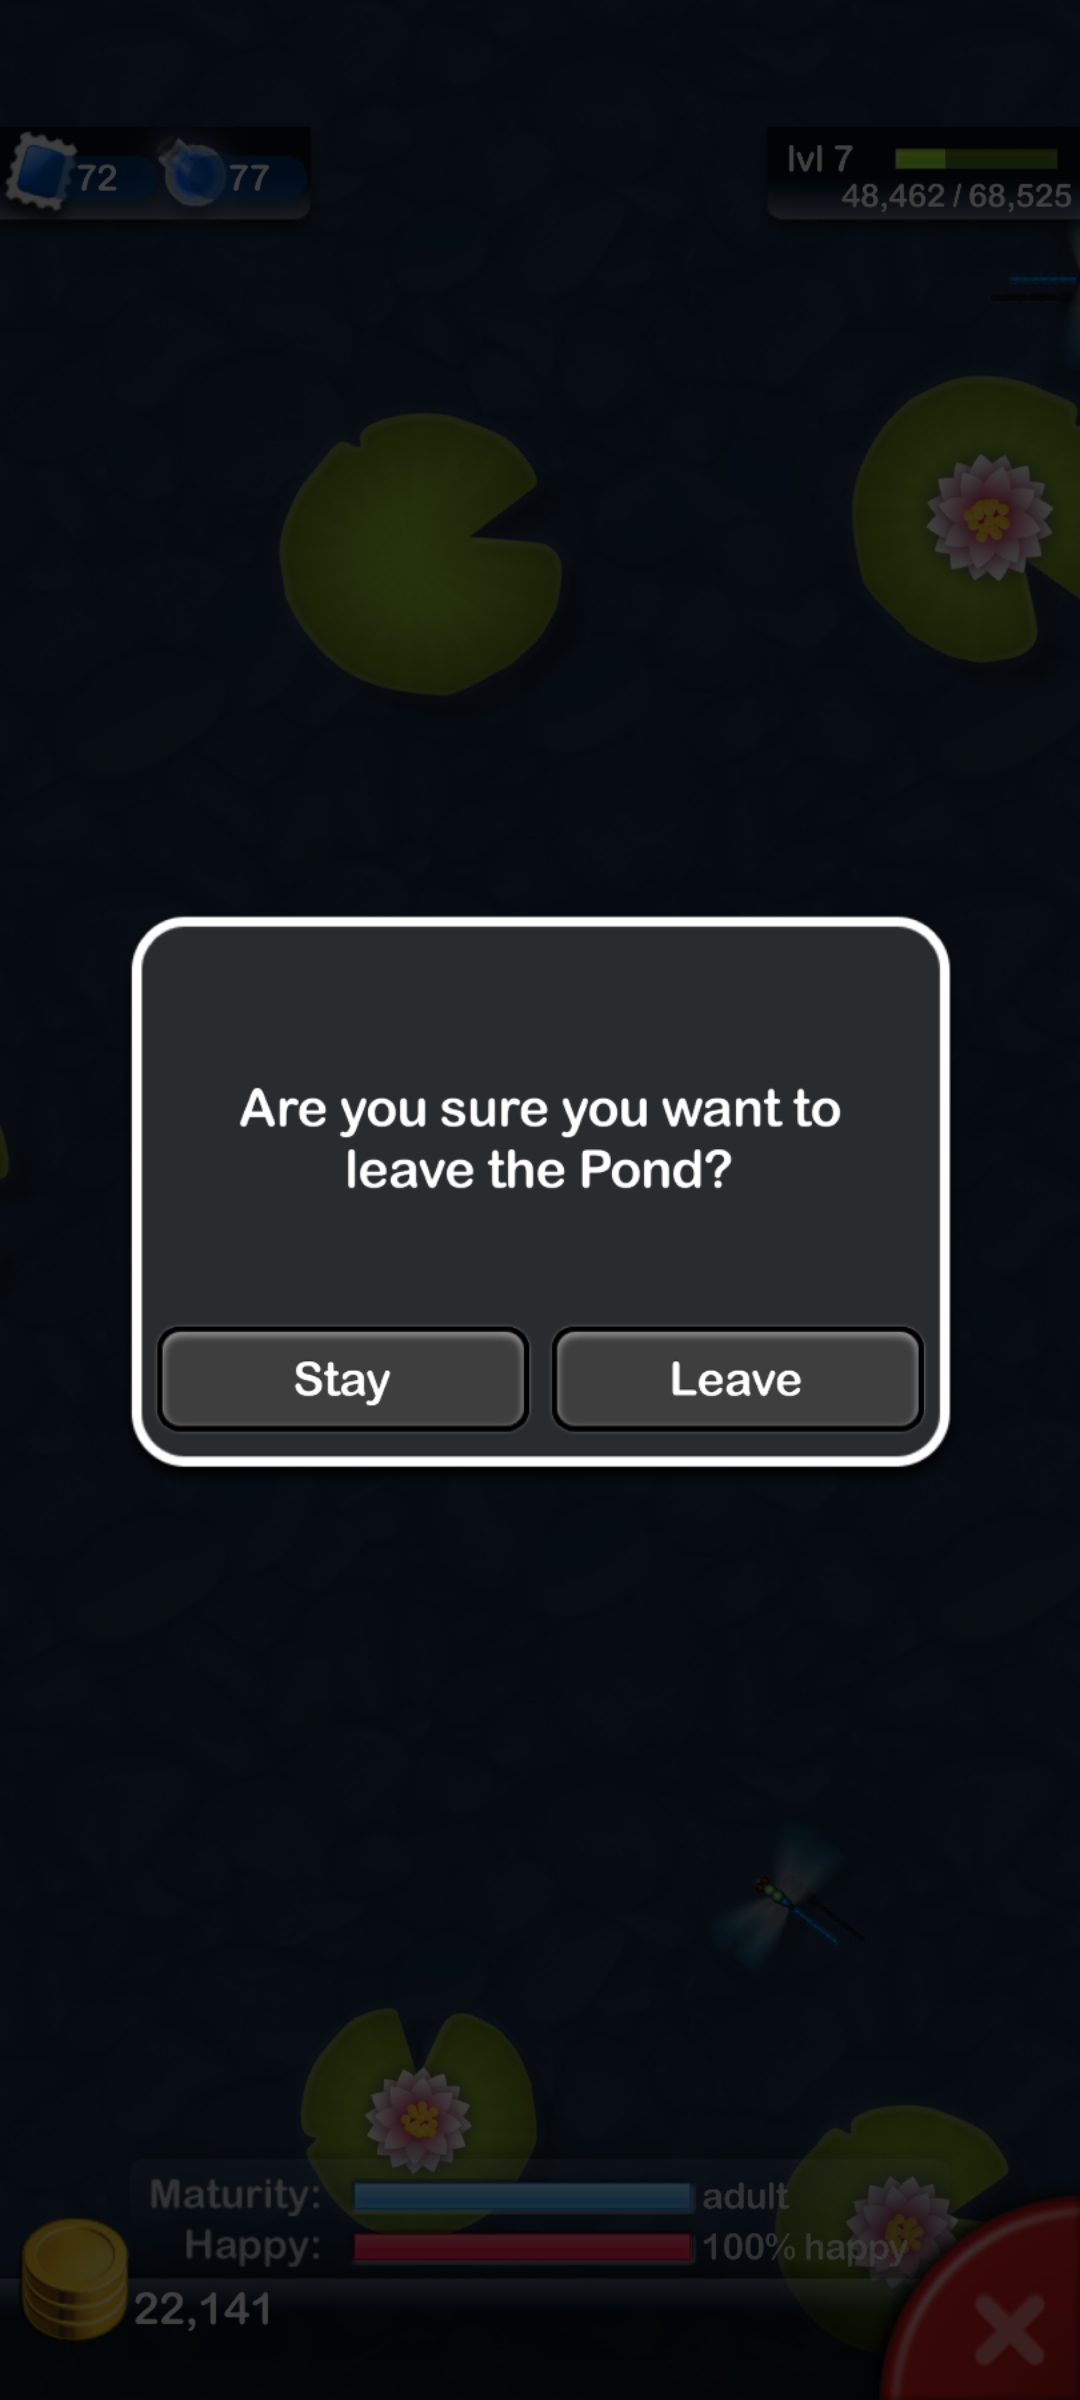 72 77
lvl 7
48,462 / 68,525
Are you sure you want to
leave the Pond?
Stay Leave
Maturity: adult
Happy: 100% happy
22,141